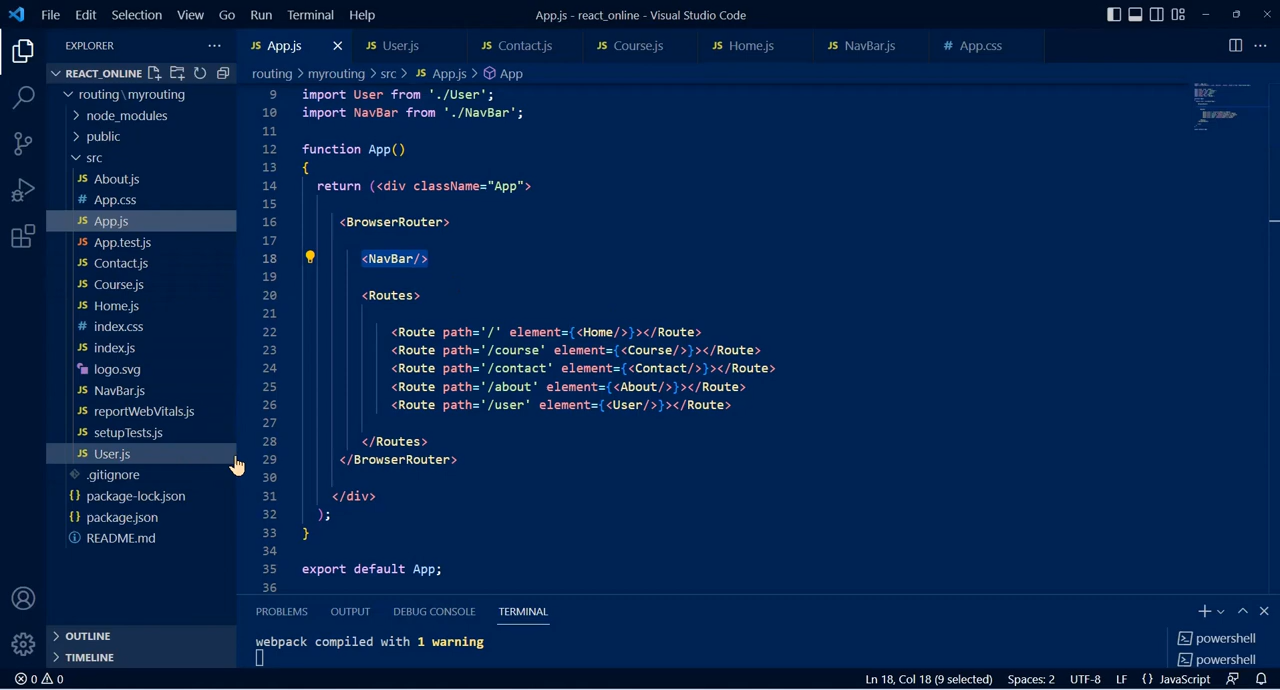 File Edit Selection View Go Run Terminal Help App.js - react_online - Visual Studio Code
EXPLORER
REACT_ONLINE
routing\myrouting
node_modules
public
src
JS About.js
# App.css
JS App.js
JS App.test.js
JS Contact.js
JS Course.js
JS Home.js
# index.css
JS index.js
logo.svg
JS NavBar.js
JS reportWebVitals.js
JS setupTests.js
JS User.js
.gitignore
{} package-lock.json
{} package.json
README.md
OUTLINE
TIMELINE
JS App.js JS User.js JS Contact.js JS Course.js JS Home.js JS NavBar.js # App.css
routing > myrouting > src > JS App.js > App
9 import User from './User';
10 import NavBar from './NavBar';
11
12 function App()
13 {
14 return (<div className="App">
15
16 <BrowserRouter>
17
18 <NavBar/>
19
20 <Routes>
21
22 <Route path='/' element={<Home/>}></Route>
23 <Route path='/course' element={<Course/>}></Route>
24 <Route path='/contact' element={<Contact/>}></Route>
25 <Route path='/about' element={<About/>}></Route>
26 <Route path='/user' element={<User/>}></Route>
27
28 </Routes>
29 </BrowserRouter>
30
31 </div>
32 );
33 }
34
35 export default App;
36
PROBLEMS OUTPUT DEBUG CONSOLE TERMINAL
webpack compiled with 1 warning
powershell
powershell
0 0 Ln 18, Col 18 (9 selected) Spaces: 2 UTF-8 LF {} JavaScript